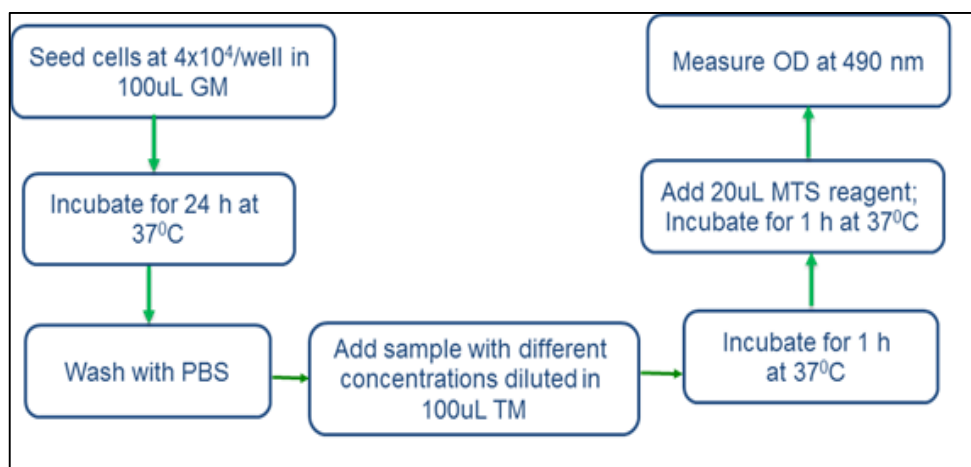 Seed cells at 4x10⁴/well in
100uL GM
Incubate for 24 h at
37⁰C
Wash with PBS
Add sample with different
concentrations diluted in
100uL TM
Incubate for 1 h
at 37⁰C
Add 20uL MTS reagent;
Incubate for 1 h at 37⁰C
Measure OD at 490 nm